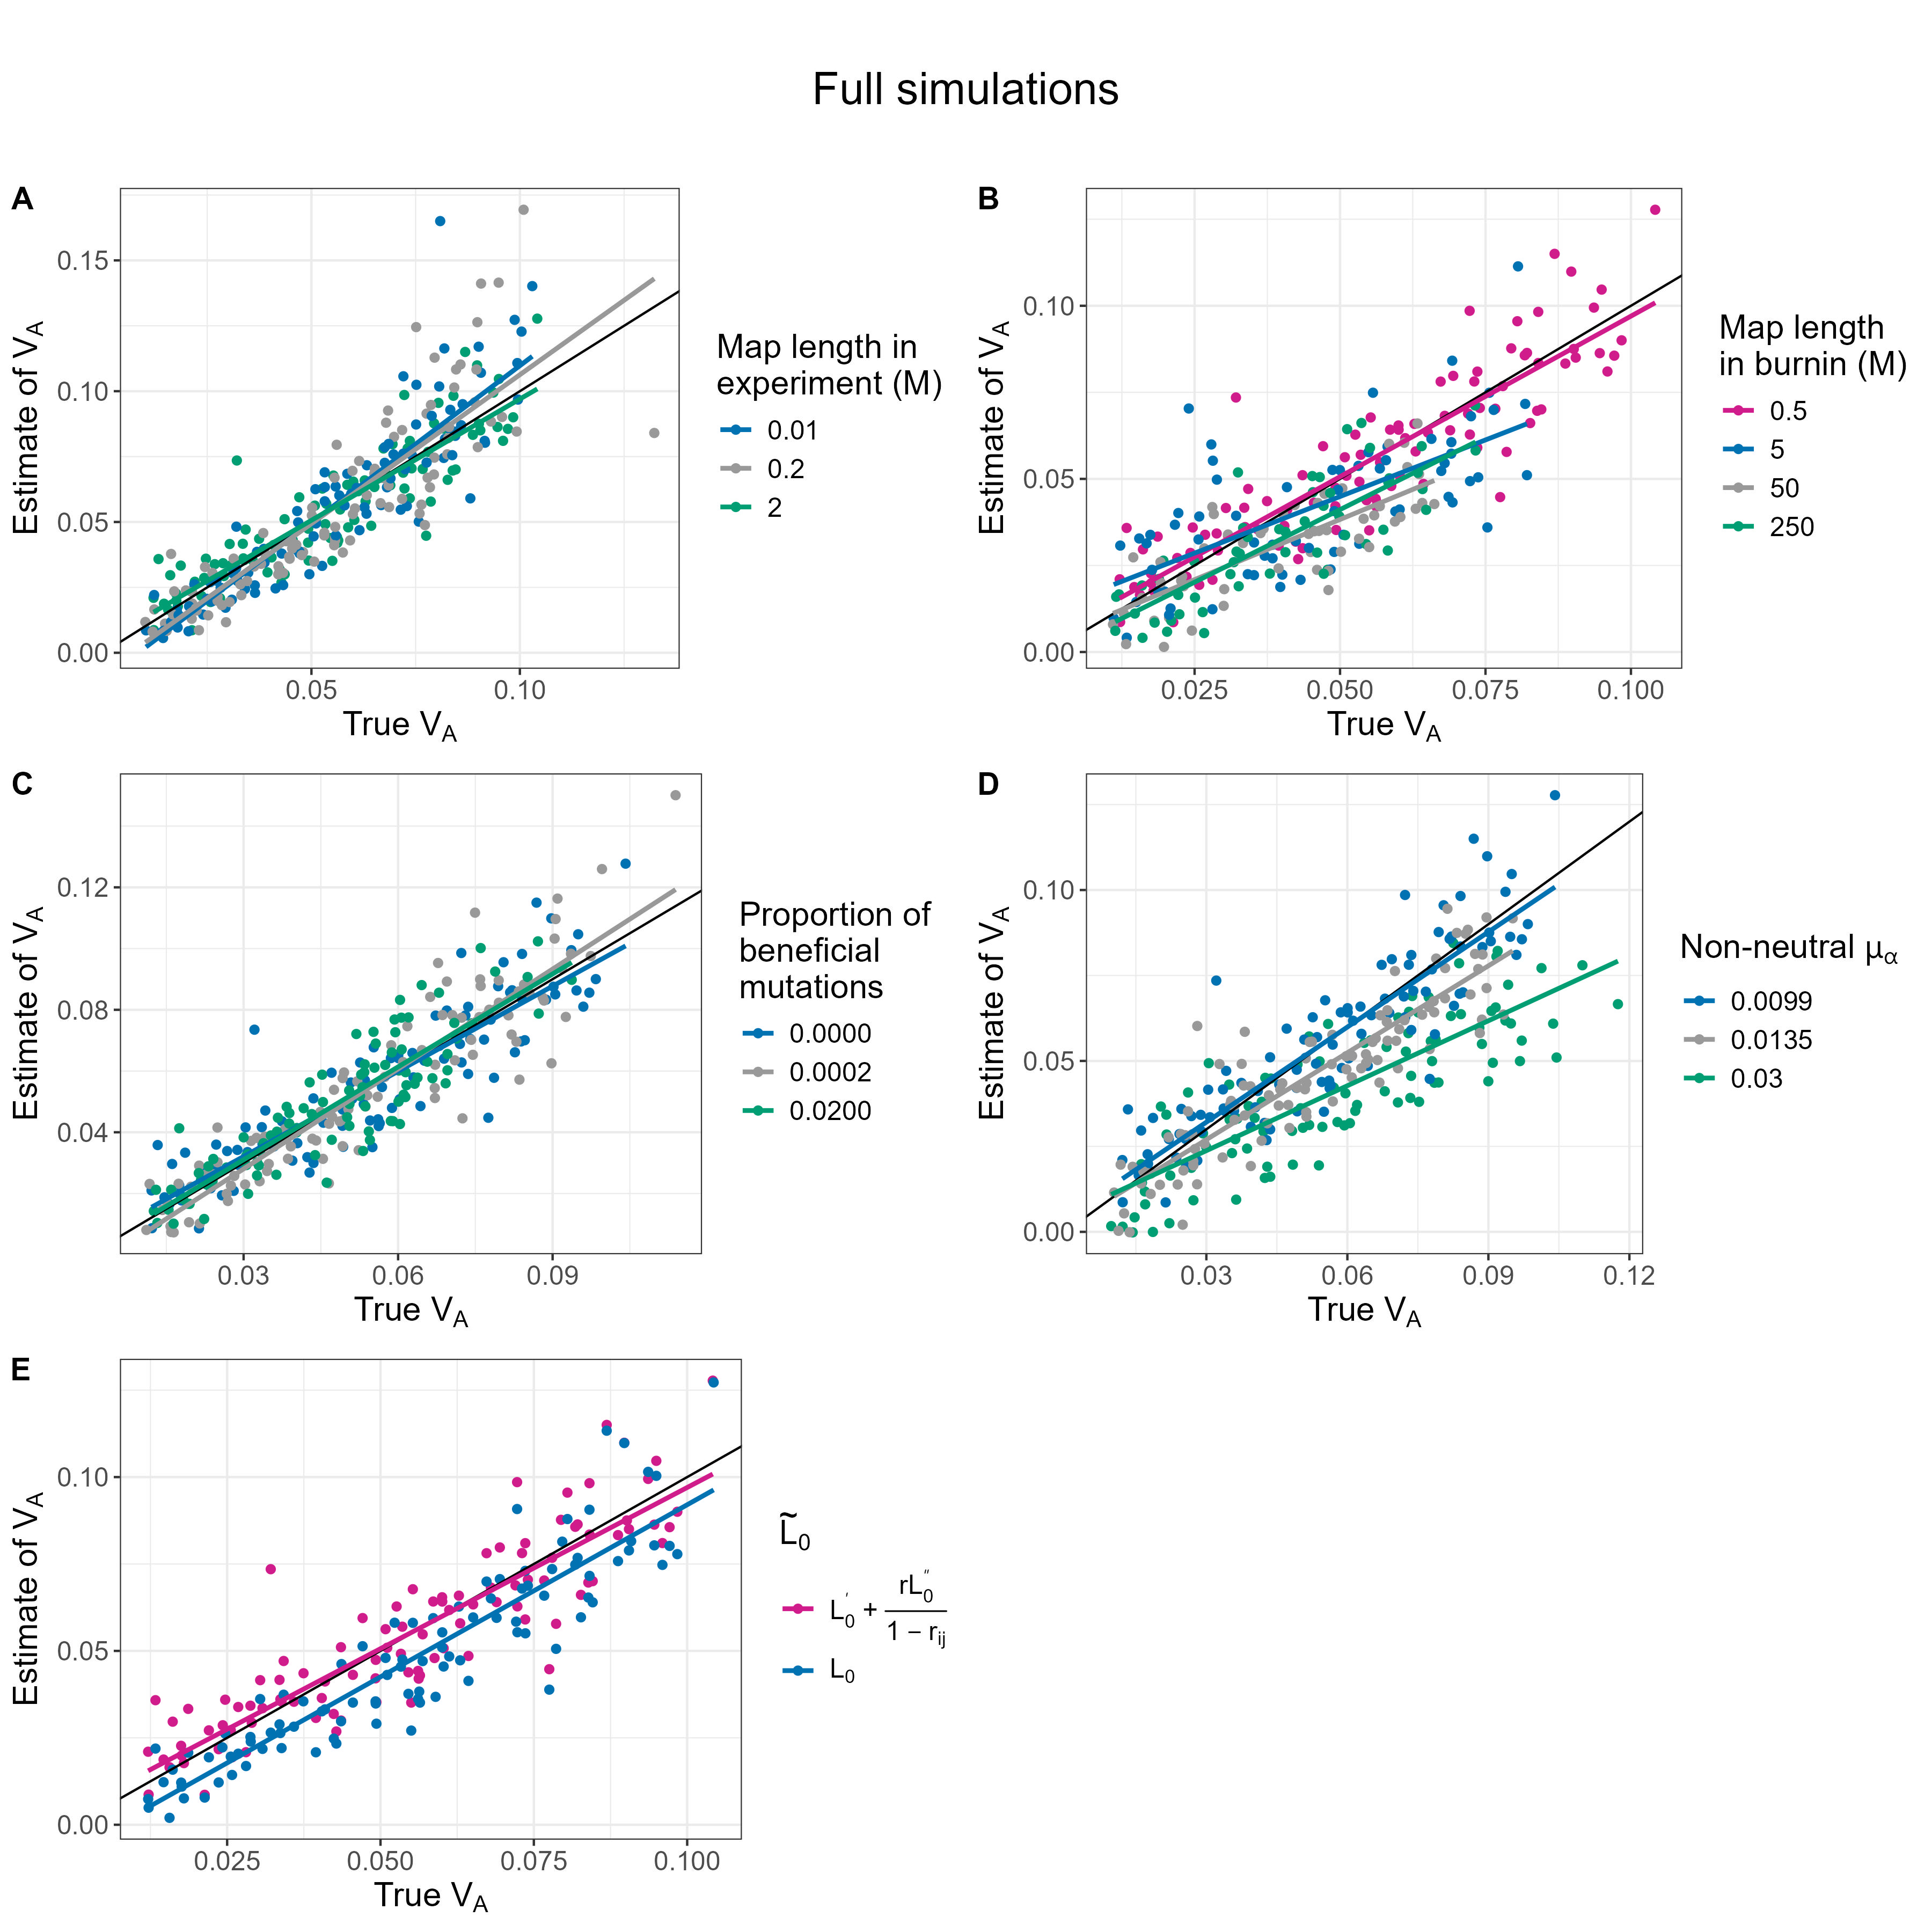 Full simulations
A
Estimate of V_A
0.15
0.10
0.05
0.00
0.05 0.10
True V_A
Map length in
experiment (M)
0.01
0.2
2
B
Estimate of V_A
0.10
0.05
0.00
0.025 0.050 0.075 0.100
True V_A
Map length
in burnin (M)
0.5
5
50
250
C
Estimate of V_A
0.12
0.08
0.04
0.03 0.06 0.09
True V_A
Proportion of
beneficial
mutations
0.0000
0.0002
0.0200
D
Estimate of V_A
0.10
0.05
0.00
0.03 0.06 0.09 0.12
True V_A
Non-neutral μ_α
0.0099
0.0135
0.03
E
Estimate of V_A
0.10
0.05
0.00
0.025 0.050 0.075 0.100
True V_A
L̃_0
L_0' + rL_0'' / (1 − r_ij)
L_0